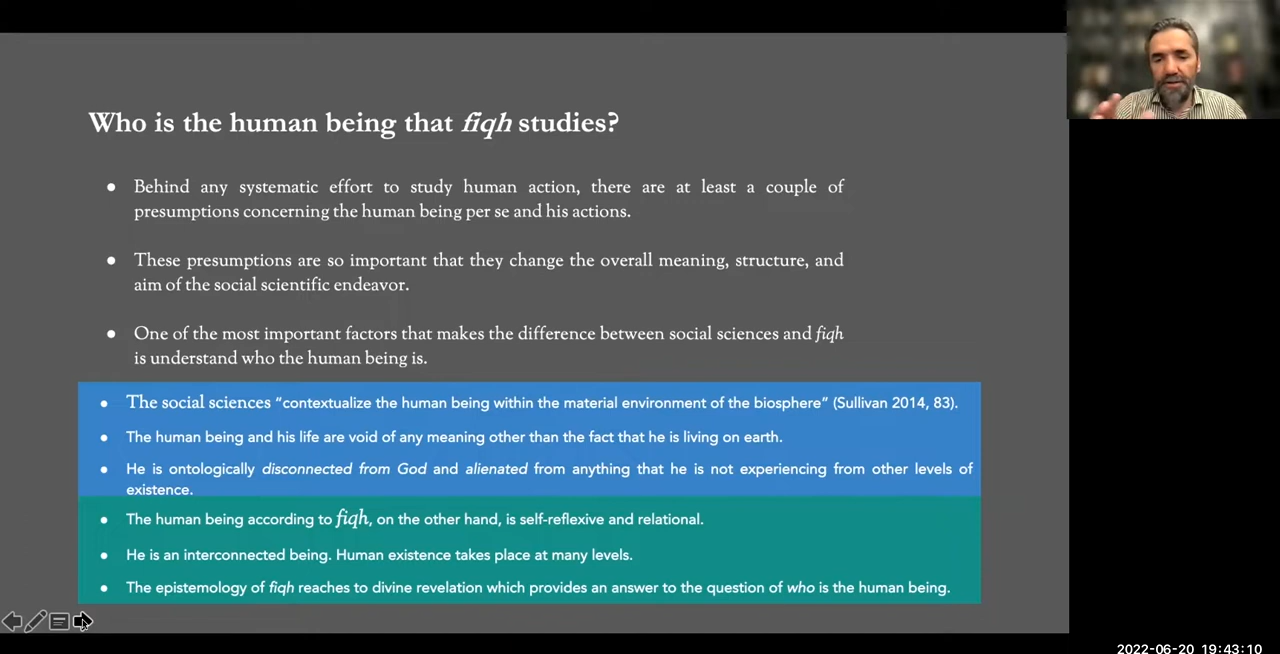 Who is the human being that fiqh studies?
● Behind any systematic effort to study human action, there are at least a couple of
presumptions concerning the human being per se and his actions.
● These presumptions are so important that they change the overall meaning, structure, and
aim of the social scientific endeavor.
● One of the most important factors that makes the difference between social sciences and fiqh
is understand who the human being is.
● The social sciences “contextualize the human being within the material environment of the biosphere” (Sullivan 2014, 83).
● The human being and his life are void of any meaning other than the fact that he is living on earth.
● He is ontologically disconnected from God and alienated from anything that he is not experiencing from other levels of
existence.
● The human being according to fiqh, on the other hand, is self-reflexive and relational.
● He is an interconnected being. Human existence takes place at many levels.
● The epistemology of fiqh reaches to divine revelation which provides an answer to the question of who is the human being.
2022-06-20 19:43:10